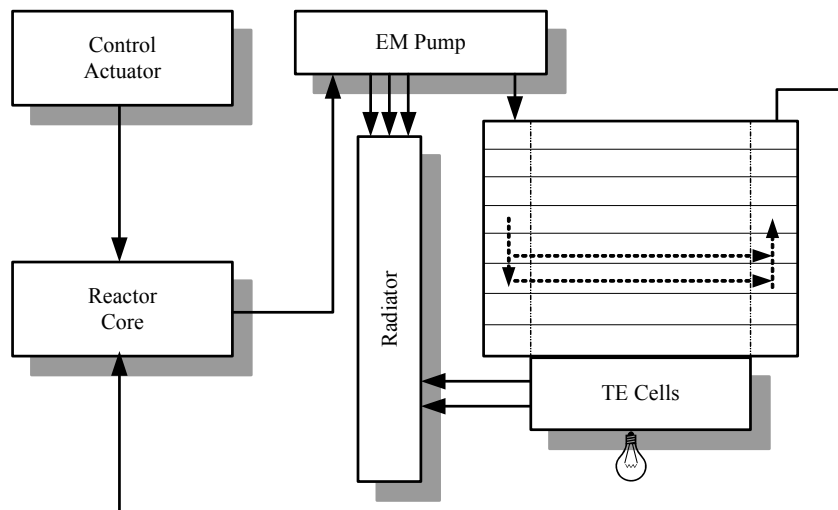 Control
Actuator
EM Pump
Reactor
Core
Radiator
TE Cells